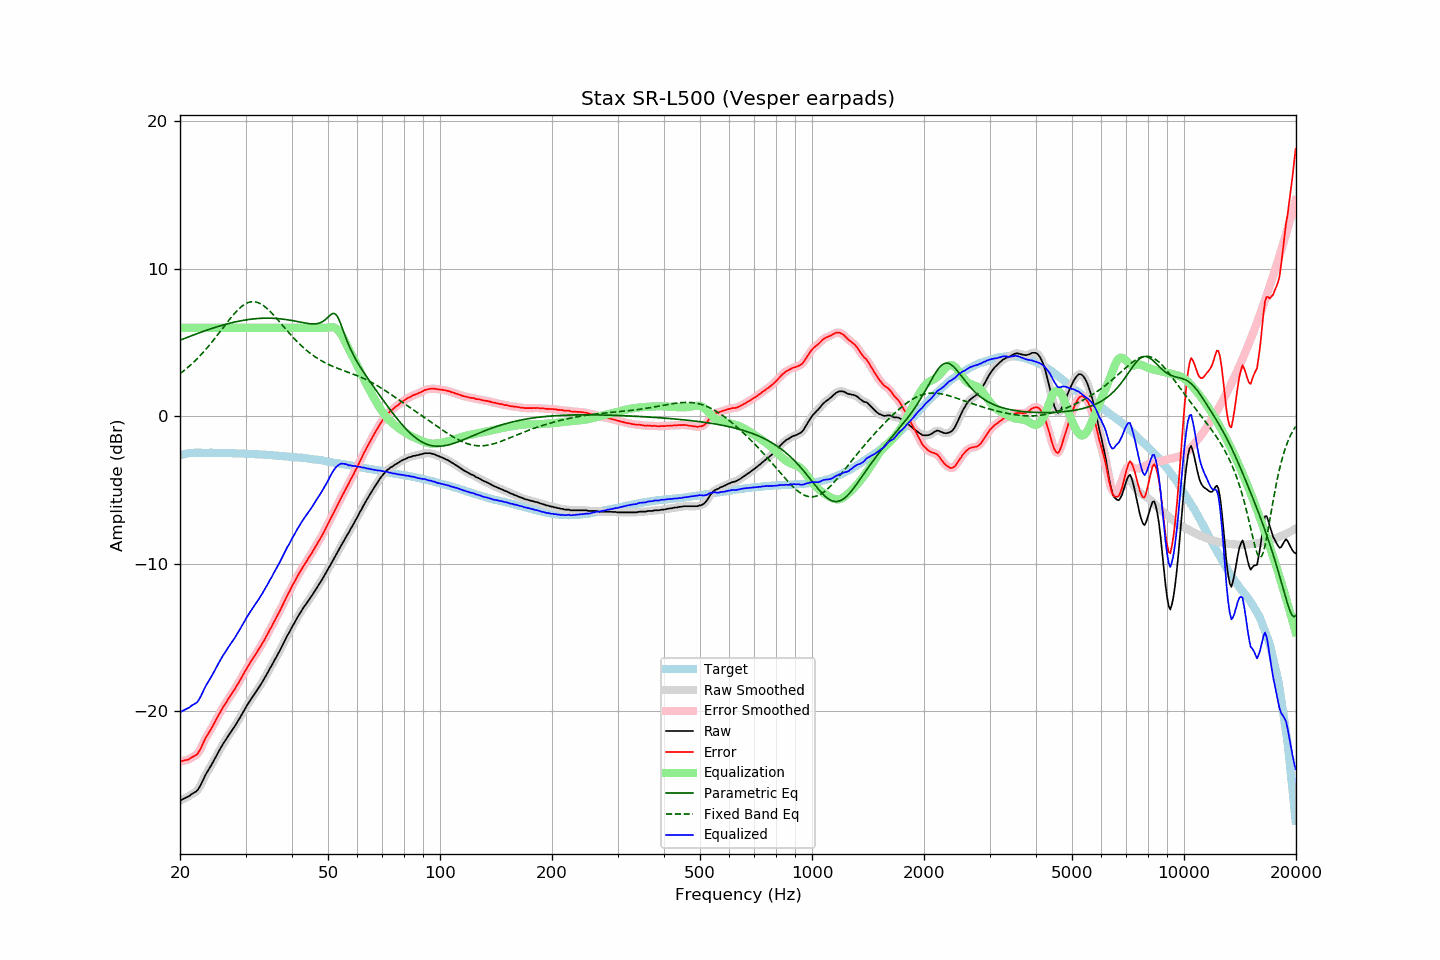 Stax SR-L500 (Vesper earpads)
20
10
0
−10
−20
Amplitude (dBr)
Target
Raw Smoothed
Error Smoothed
Raw
Error
Equalization
Parametric Eq
Fixed Band Eq
Equalized
20 50 100 200 500 1000 2000 5000 10000 20000
Frequency (Hz)